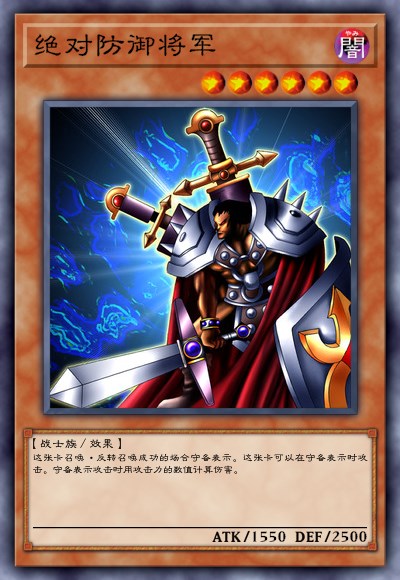 绝对防御将军
やみ
闇
【战士族／效果】
这张卡召唤·反转召唤成功的场合守备表示。这张卡可以在守备表示时攻
击。守备表示攻击时用攻击力的数值计算伤害。
ATK/1550 DEF/2500